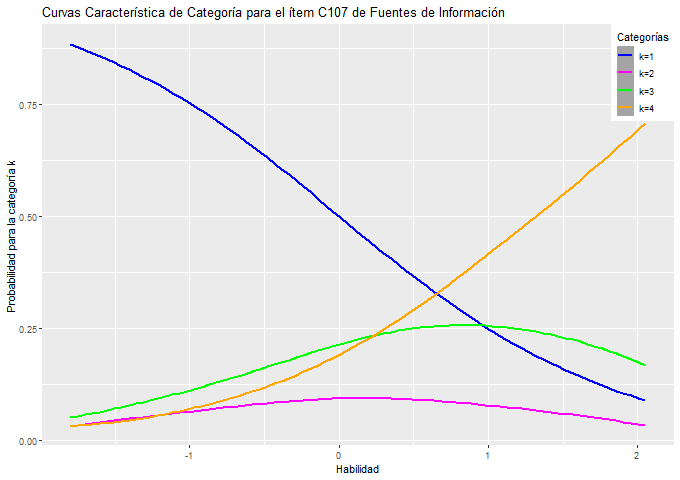 Curvas Característica de Categoría para el ítem C107 de Fuentes de Información
Categorías
k=1
k=2
k=3
k=4
Probabilidad para la categoría k
0.75
0.50
0.25
0.00
-1
0
1
2
Habilidad